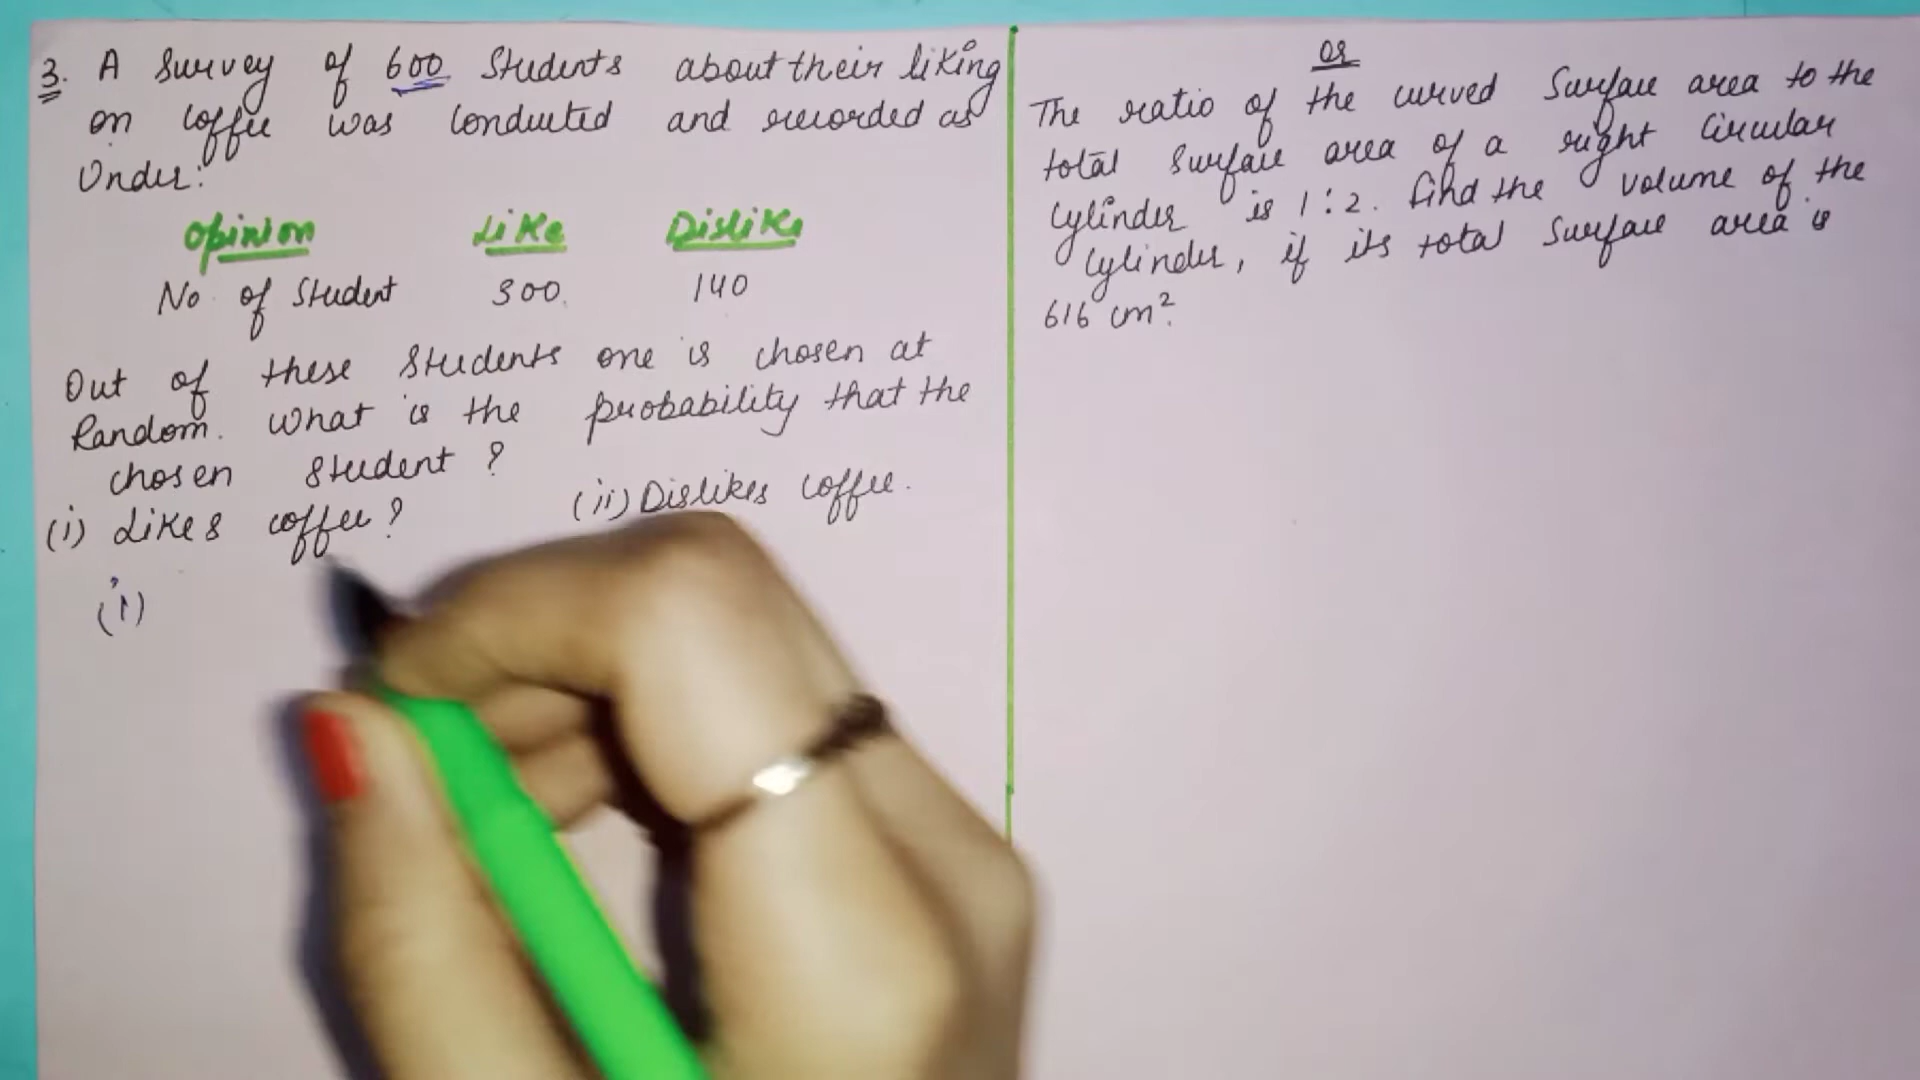 3. A Survey of 600 Students about their liking
on coffee was conducted and recorded as
Under:
Opinion Like Dislike
No. of Student 300 140
Out of these Students one is chosen at
Random. What is the probability that the
chosen Student ?
(i) Likes coffee? (ii) Dislikes coffee.
(i)
or
The ratio of the curved Surface area to the
total Surface area of a right Circular
Cylinder is 1:2. find the volume of the
Cylinder, if its total Surface area is
616 cm².